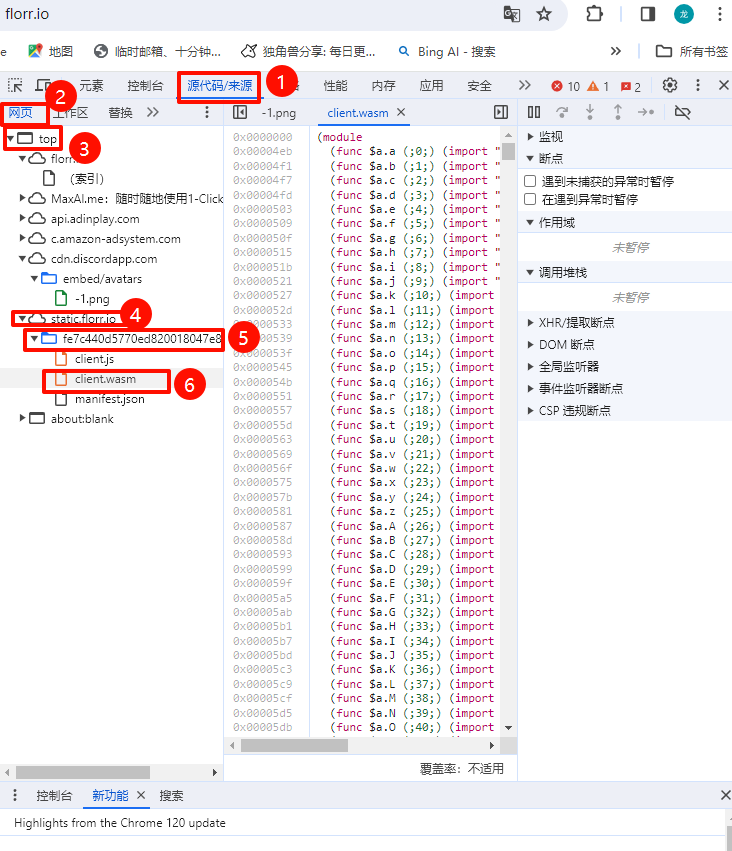 florr.io
龙
e 地图 临时邮箱、十分钟... 独角兽分享: 每日更... Bing AI - 搜索 » 所有书签
元素 控制台 源代码/来源 1 性能 内存 应用 安全 » 10 1 2
网页 2 工作区 替换 » -1.png client.wasm
top 3
florr.
(索引)
MaxAI.me：随时随地使用1-Click
api.adinplay.com
c.amazon-adsystem.com
cdn.discordapp.com
embed/avatars
-1.png
static.florr.io 4
fe7c440d5770ed820018047e8 5
client.js
client.wasm 6
manifest.json
about:blank
0x0000000 (module
0x00004eb (func $a.a (;0;) (import "
0x00004f1 (func $a.b (;1;) (import "
0x00004f7 (func $a.c (;2;) (import "
0x00004fd (func $a.d (;3;) (import "
0x0000503 (func $a.e (;4;) (import "
0x0000509 (func $a.f (;5;) (import "
0x000050f (func $a.g (;6;) (import "
0x0000515 (func $a.h (;7;) (import "
0x000051b (func $a.i (;8;) (import "
0x0000521 (func $a.j (;9;) (import "
0x0000527 (func $a.k (;10;) (import
0x000052d (func $a.l (;11;) (import
0x0000533 (func $a.m (;12;) (import
0x0000539 (func $a.n (;13;) (import
0x000053f (func $a.o (;14;) (import
0x0000545 (func $a.p (;15;) (import
0x000054b (func $a.q (;16;) (import
0x0000551 (func $a.r (;17;) (import
0x0000557 (func $a.s (;18;) (import
0x000055d (func $a.t (;19;) (import
0x0000563 (func $a.u (;20;) (import
0x0000569 (func $a.v (;21;) (import
0x000056f (func $a.w (;22;) (import
0x0000575 (func $a.x (;23;) (import
0x000057b (func $a.y (;24;) (import
0x0000581 (func $a.z (;25;) (import
0x0000587 (func $a.A (;26;) (import
0x000058d (func $a.B (;27;) (import
0x0000593 (func $a.C (;28;) (import
0x0000599 (func $a.D (;29;) (import
0x000059f (func $a.E (;30;) (import
0x00005a5 (func $a.F (;31;) (import
0x00005ab (func $a.G (;32;) (import
0x00005b1 (func $a.H (;33;) (import
0x00005b7 (func $a.I (;34;) (import
0x00005bd (func $a.J (;35;) (import
0x00005c3 (func $a.K (;36;) (import
0x00005c9 (func $a.L (;37;) (import
0x00005cf (func $a.M (;38;) (import
0x00005d5 (func $a.N (;39;) (import
0x00005db (func $a.O (;40;) (import
覆盖率：不适用
监视
断点
遇到未捕获的异常时暂停
在遇到异常时暂停
作用域
未暂停
调用堆栈
未暂停
XHR/提取断点
DOM 断点
全局监听器
事件监听器断点
CSP 违规断点
控制台 新功能 搜索
Highlights from the Chrome 120 update